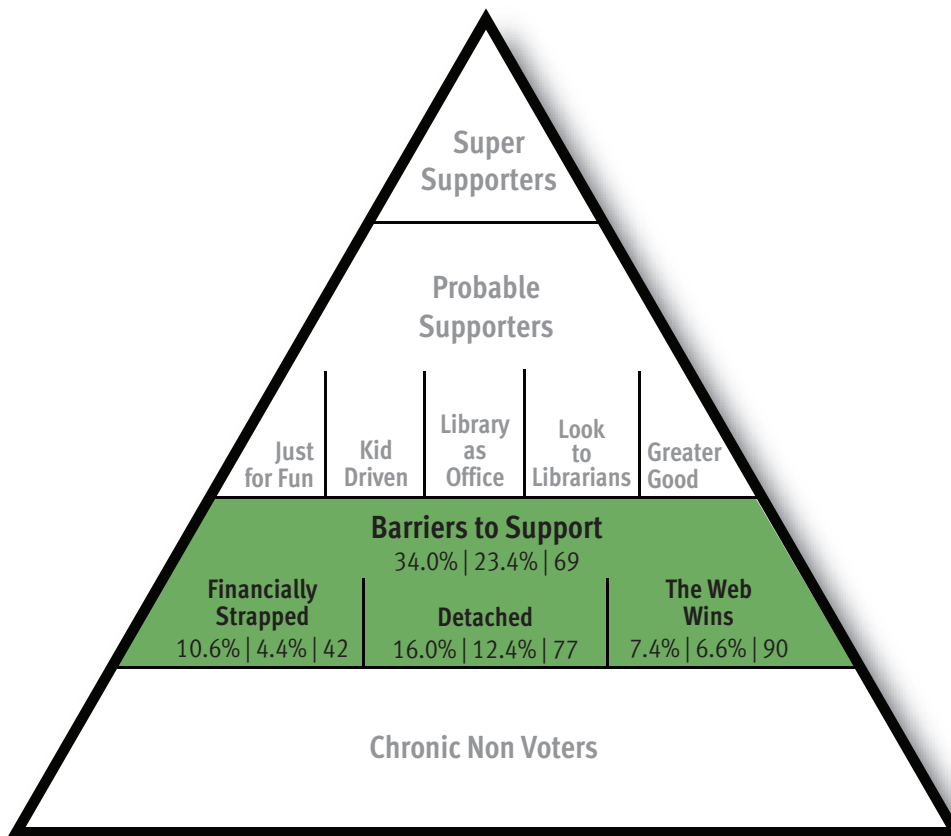 Super
Supporters
Probable
Supporters
Just
for Fun
Kid
Driven
Library
as
Office
Look
to
Librarians
Greater
Good
Barriers to Support
34.0% | 23.4% | 69
Financially
Strapped
10.6% | 4.4% | 42
Detached
16.0% | 12.4% | 77
The Web
Wins
7.4% | 6.6% | 90
Chronic Non Voters